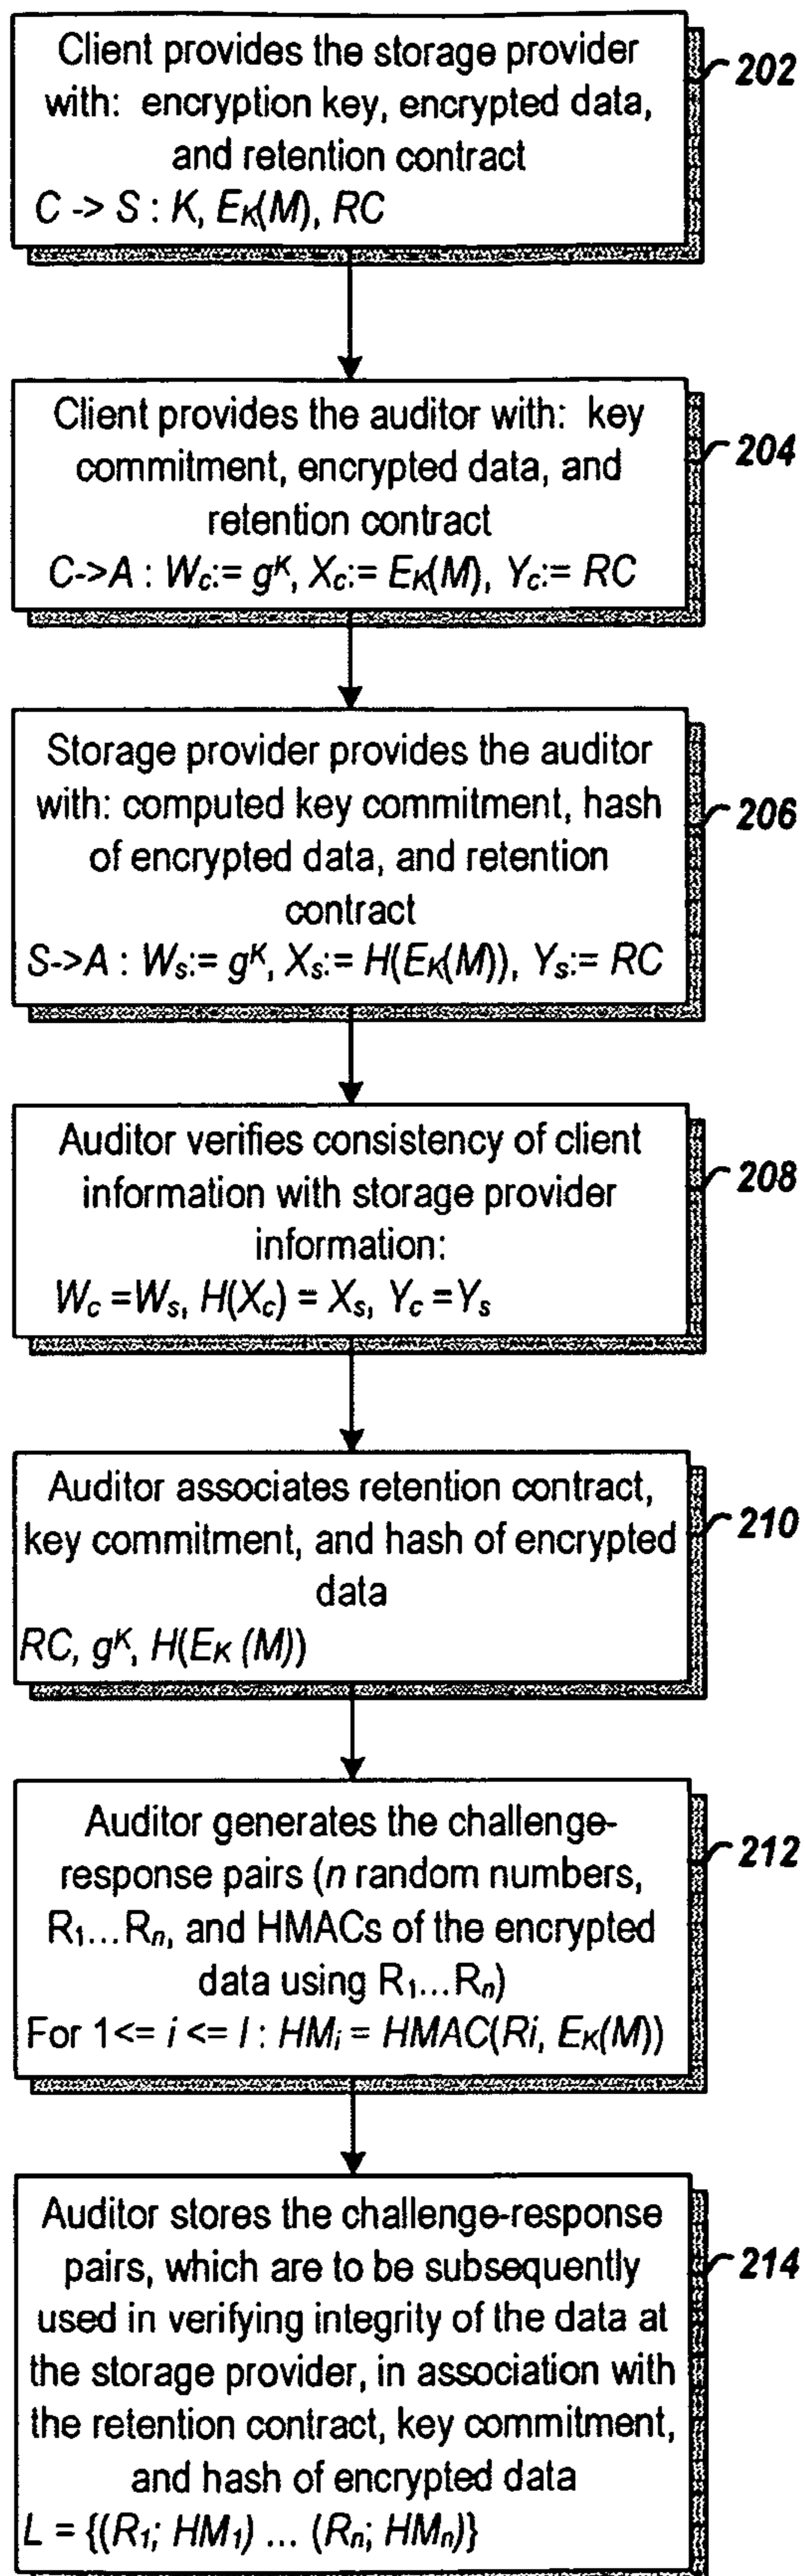 Client provides the storage provider
with: encryption key, encrypted data,
and retention contract
C -> S : K, EK(M), RC
202
Client provides the auditor with: key
commitment, encrypted data, and
retention contract
C->A : Wc:= gK, Xc:= EK(M), Yc:= RC
204
Storage provider provides the auditor
with: computed key commitment, hash
of encrypted data, and retention
contract
S->A : Ws:= gK, Xs:= H(EK(M)), Ys:= RC
206
Auditor verifies consistency of client
information with storage provider
information:
Wc =Ws, H(Xc) = Xs, Yc =Ys
208
Auditor associates retention contract,
key commitment, and hash of encrypted
data
RC, gK, H(EK (M))
210
Auditor generates the challenge-
response pairs (n random numbers,
R1...Rn, and HMACs of the encrypted
data using R1...Rn)
For 1<= i <= l : HMi = HMAC(Ri, EK(M))
212
Auditor stores the challenge-response
pairs, which are to be subsequently
used in verifying integrity of the data at
the storage provider, in association with
the retention contract, key commitment,
and hash of encrypted data
L = {(R1; HM1) ... (Rn; HMn)}
214